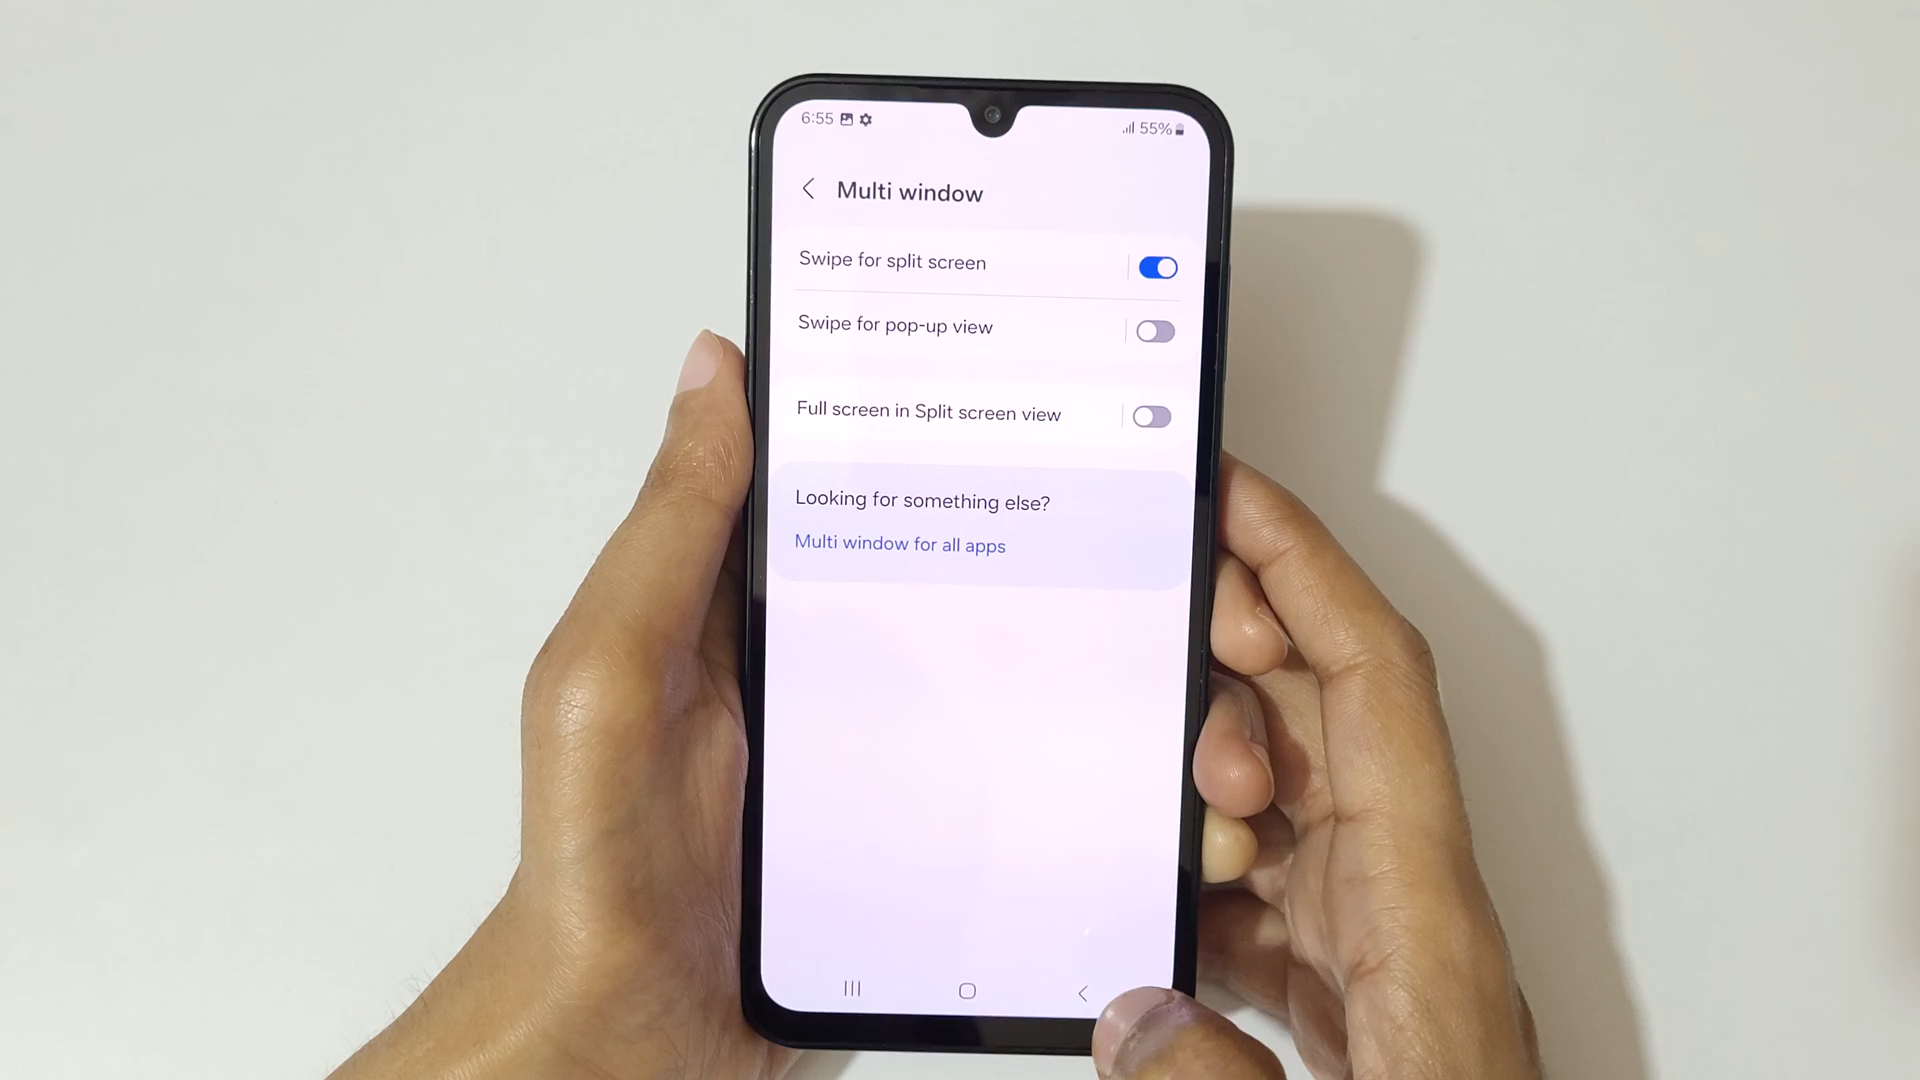 6:55
55%
Multi window
Swipe for split screen
Swipe for pop-up view
Full screen in Split screen view
Looking for something else?
Multi window for all apps